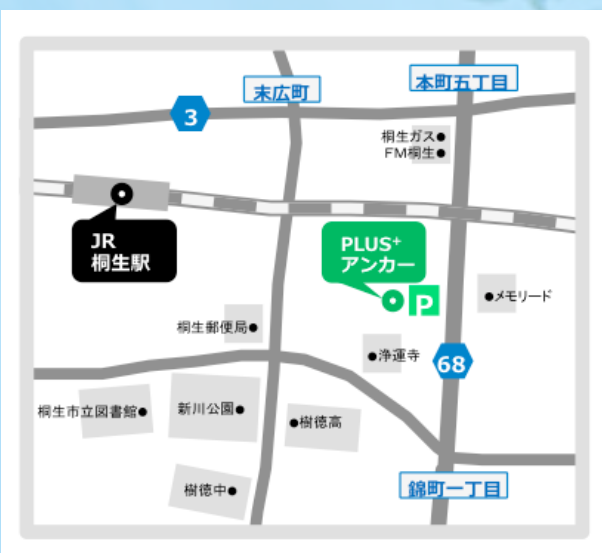 本町五丁目
末広町
3
桐生ガス
FM桐生
JR
桐生駅
PLUS+
アンカー
P
メモリード
桐生郵便局
浄運寺
68
桐生市立図書館
新川公園
樹徳高
樹徳中
錦町一丁目